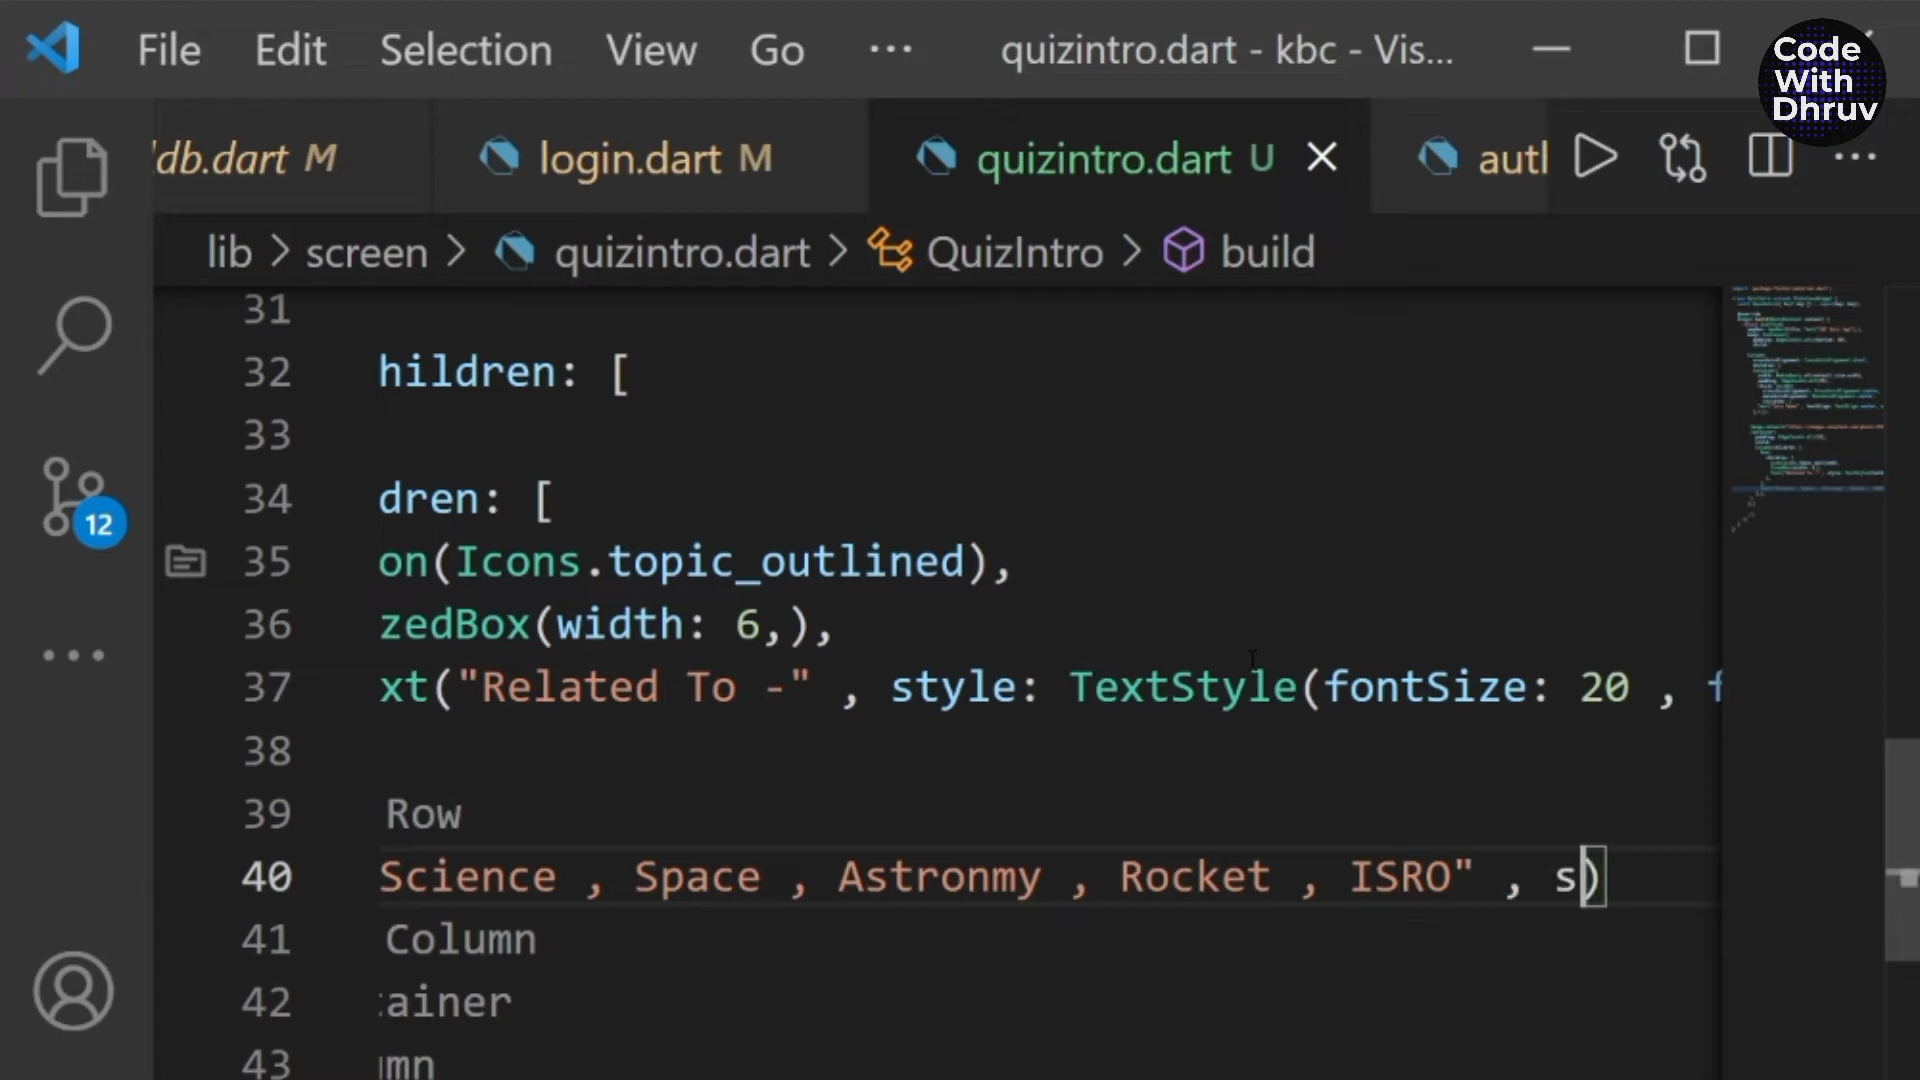 File Edit Selection View Go ··· quizintro.dart - kbc - Vis...
Code
With
Dhruv
db.dart M login.dart M quizintro.dart U
lib > screen > quizintro.dart > QuizIntro > build
31
32 hildren: [
33
34 dren: [
35 on(Icons.topic_outlined),
36 zedBox(width: 6,),
37 xt("Related To -" , style: TextStyle(fontSize: 20 , f
38
39 Row
40 Science , Space , Astronmy , Rocket , ISRO" , s)
41 Column
42 ainer
43 mn
12